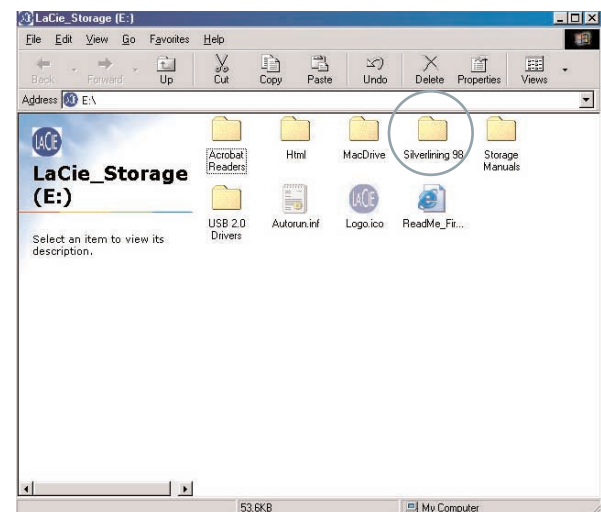 LaCie_Storage (E:)
File Edit View Go Favorites Help
Back Forward Up Cut Copy Paste Undo Delete Properties Views
Address E:\
LACIE
LaCie_Storage
(E:)
Select an item to view its
description.
Acrobat
Readers
Html
MacDrive
Silverlining 98
Storage
Manuals
USB 2.0
Drivers
Autorun.inf
LACIE
Logo.ico
ReadMe_Fir...
53.6KB My Computer